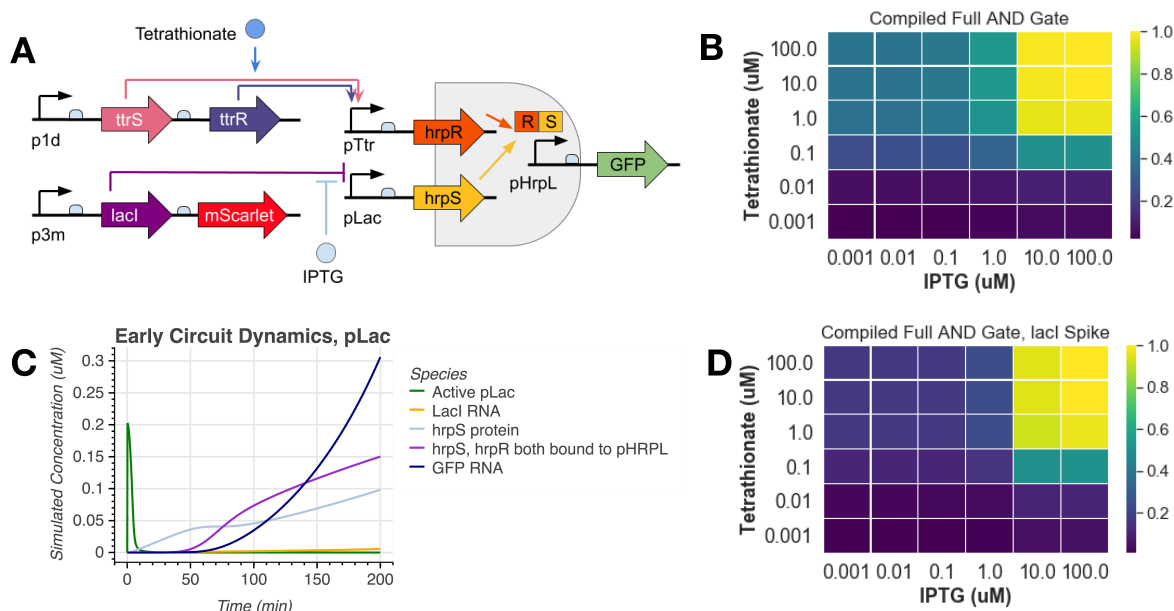 A
Tetrathionate
ttrS
ttrR
p1d
pTtr
hrpR
R S
GFP
pHrpL
lacI
mScarlet
p3m
pLac
hrpS
IPTG
B
Compiled Full AND Gate
Tetrathionate (uM)
100.0
10.0
1.0
0.1
0.01
0.001
0.001 0.01 0.1 1.0 10.0 100.0
IPTG (uM)
1.0
0.8
0.6
0.4
0.2
C
Early Circuit Dynamics, pLac
Simulated Concentration (uM)
0.3
0.25
0.2
0.15
0.1
0.05
0
0 50 100 150 200
Time (min)
Species
Active pLac
LacI RNA
hrpS protein
hrpS, hrpR both bound to pHRPL
GFP RNA
D
Compiled Full AND Gate, lacI Spike
Tetrathionate (uM)
100.0
10.0
1.0
0.1
0.01
0.001
0.001 0.01 0.1 1.0 10.0 100.0
IPTG (uM)
1.0
0.8
0.6
0.4
0.2